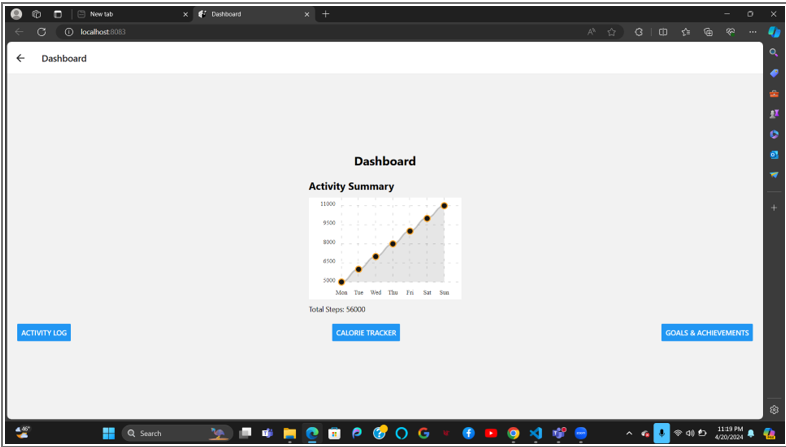 New tab
Dashboard
localhost:8083
Dashboard
Dashboard
Activity Summary
11000
9500
8000
6500
5000
Mon Tue Wed Thu Fri Sat Sun
Total Steps: 56000
ACTIVITY LOG
CALORIE TRACKER
GOALS & ACHIEVEMENTS
46°
Search
11:19 PM
4/20/2024